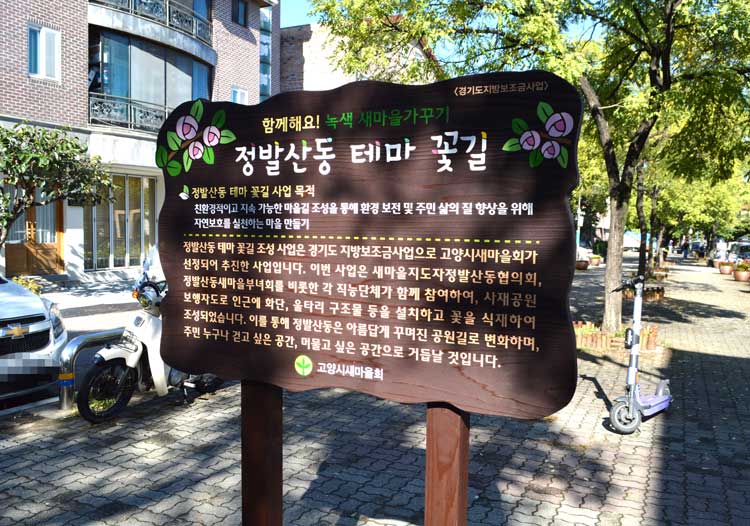 〈경기도지방보조금사업〉
함께해요! 녹색 새마을가꾸기
정발산동 테마 꽃길
정발산동 테마 꽃길 사업 목적
친환경적이고 지속 가능한 마을길 조성을 통해 환경 보전 및 주민 삶의 질 향상을 위해
자연보호를 실천하는 마을 만들기
정발산동 테마 꽃길 조성 사업은 경기도 지방보조금사업으로 고양시새마을회가
선정되어 추진한 사업입니다. 이번 사업은 새마을지도자정발산동협의회,
정발산동새마을부녀회를 비롯한 각 직능단체가 함께 참여하여, 사재공원
보행자도로 인근에 화단, 울타리 구조물 등을 설치하고 꽃을 식재하여
조성되었습니다. 이를 통해 정발산동은 아름답게 꾸며진 공원길로 변화하며,
주민 누구나 걷고 싶은 공간, 머물고 싶은 공간으로 거듭날 것입니다.
고양시새마을회